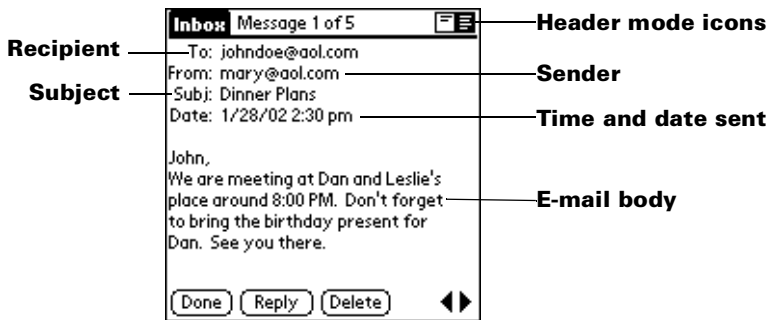 Inbox Message 1 of 5
Header mode icons
Recipient
To: johndoe@aol.com
From: mary@aol.com
Sender
Subject
Subj: Dinner Plans
Date: 1/28/02 2:30 pm
Time and date sent
John,
We are meeting at Dan and Leslie's
place around 8:00 PM. Don't forget
to bring the birthday present for
Dan. See you there.
E-mail body
Done Reply Delete